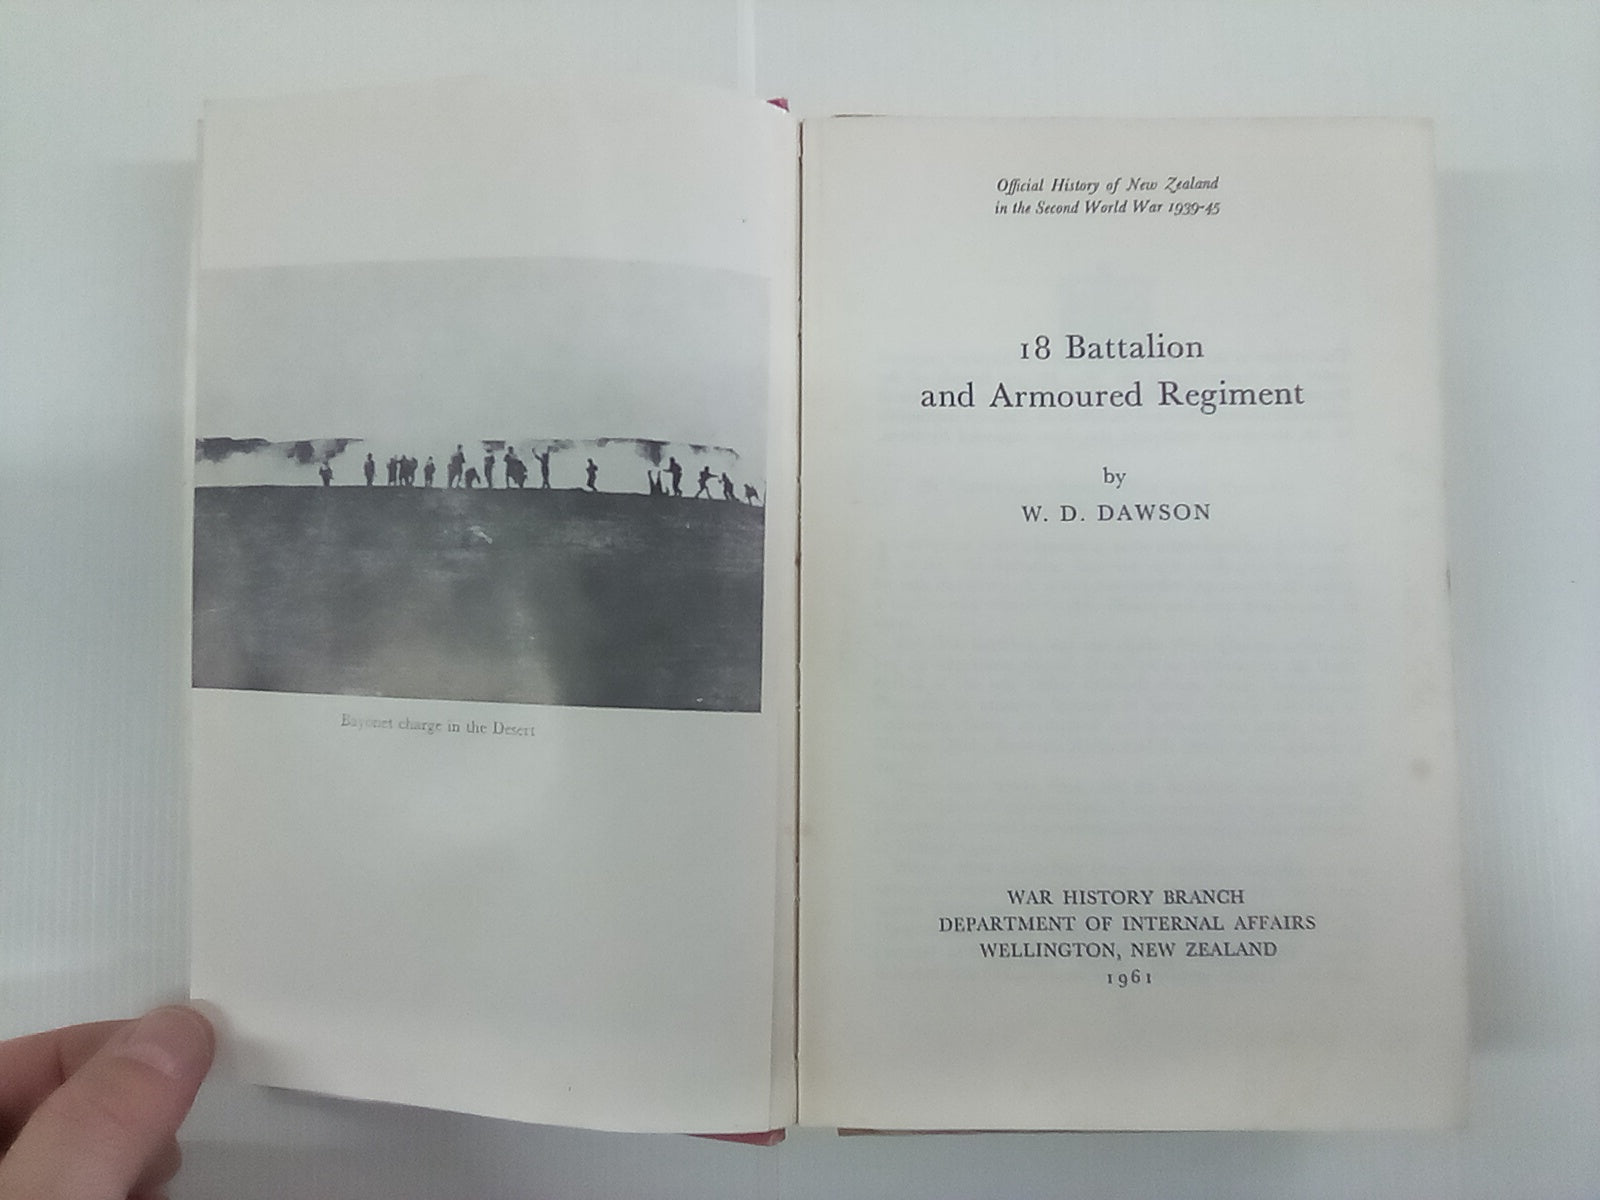 Bayonet charge in the Desert
Official History of New Zealand
in the Second World War 1939-45
18 Battalion
and Armoured Regiment
by
W. D. DAWSON
WAR HISTORY BRANCH
DEPARTMENT OF INTERNAL AFFAIRS
WELLINGTON, NEW ZEALAND
1961